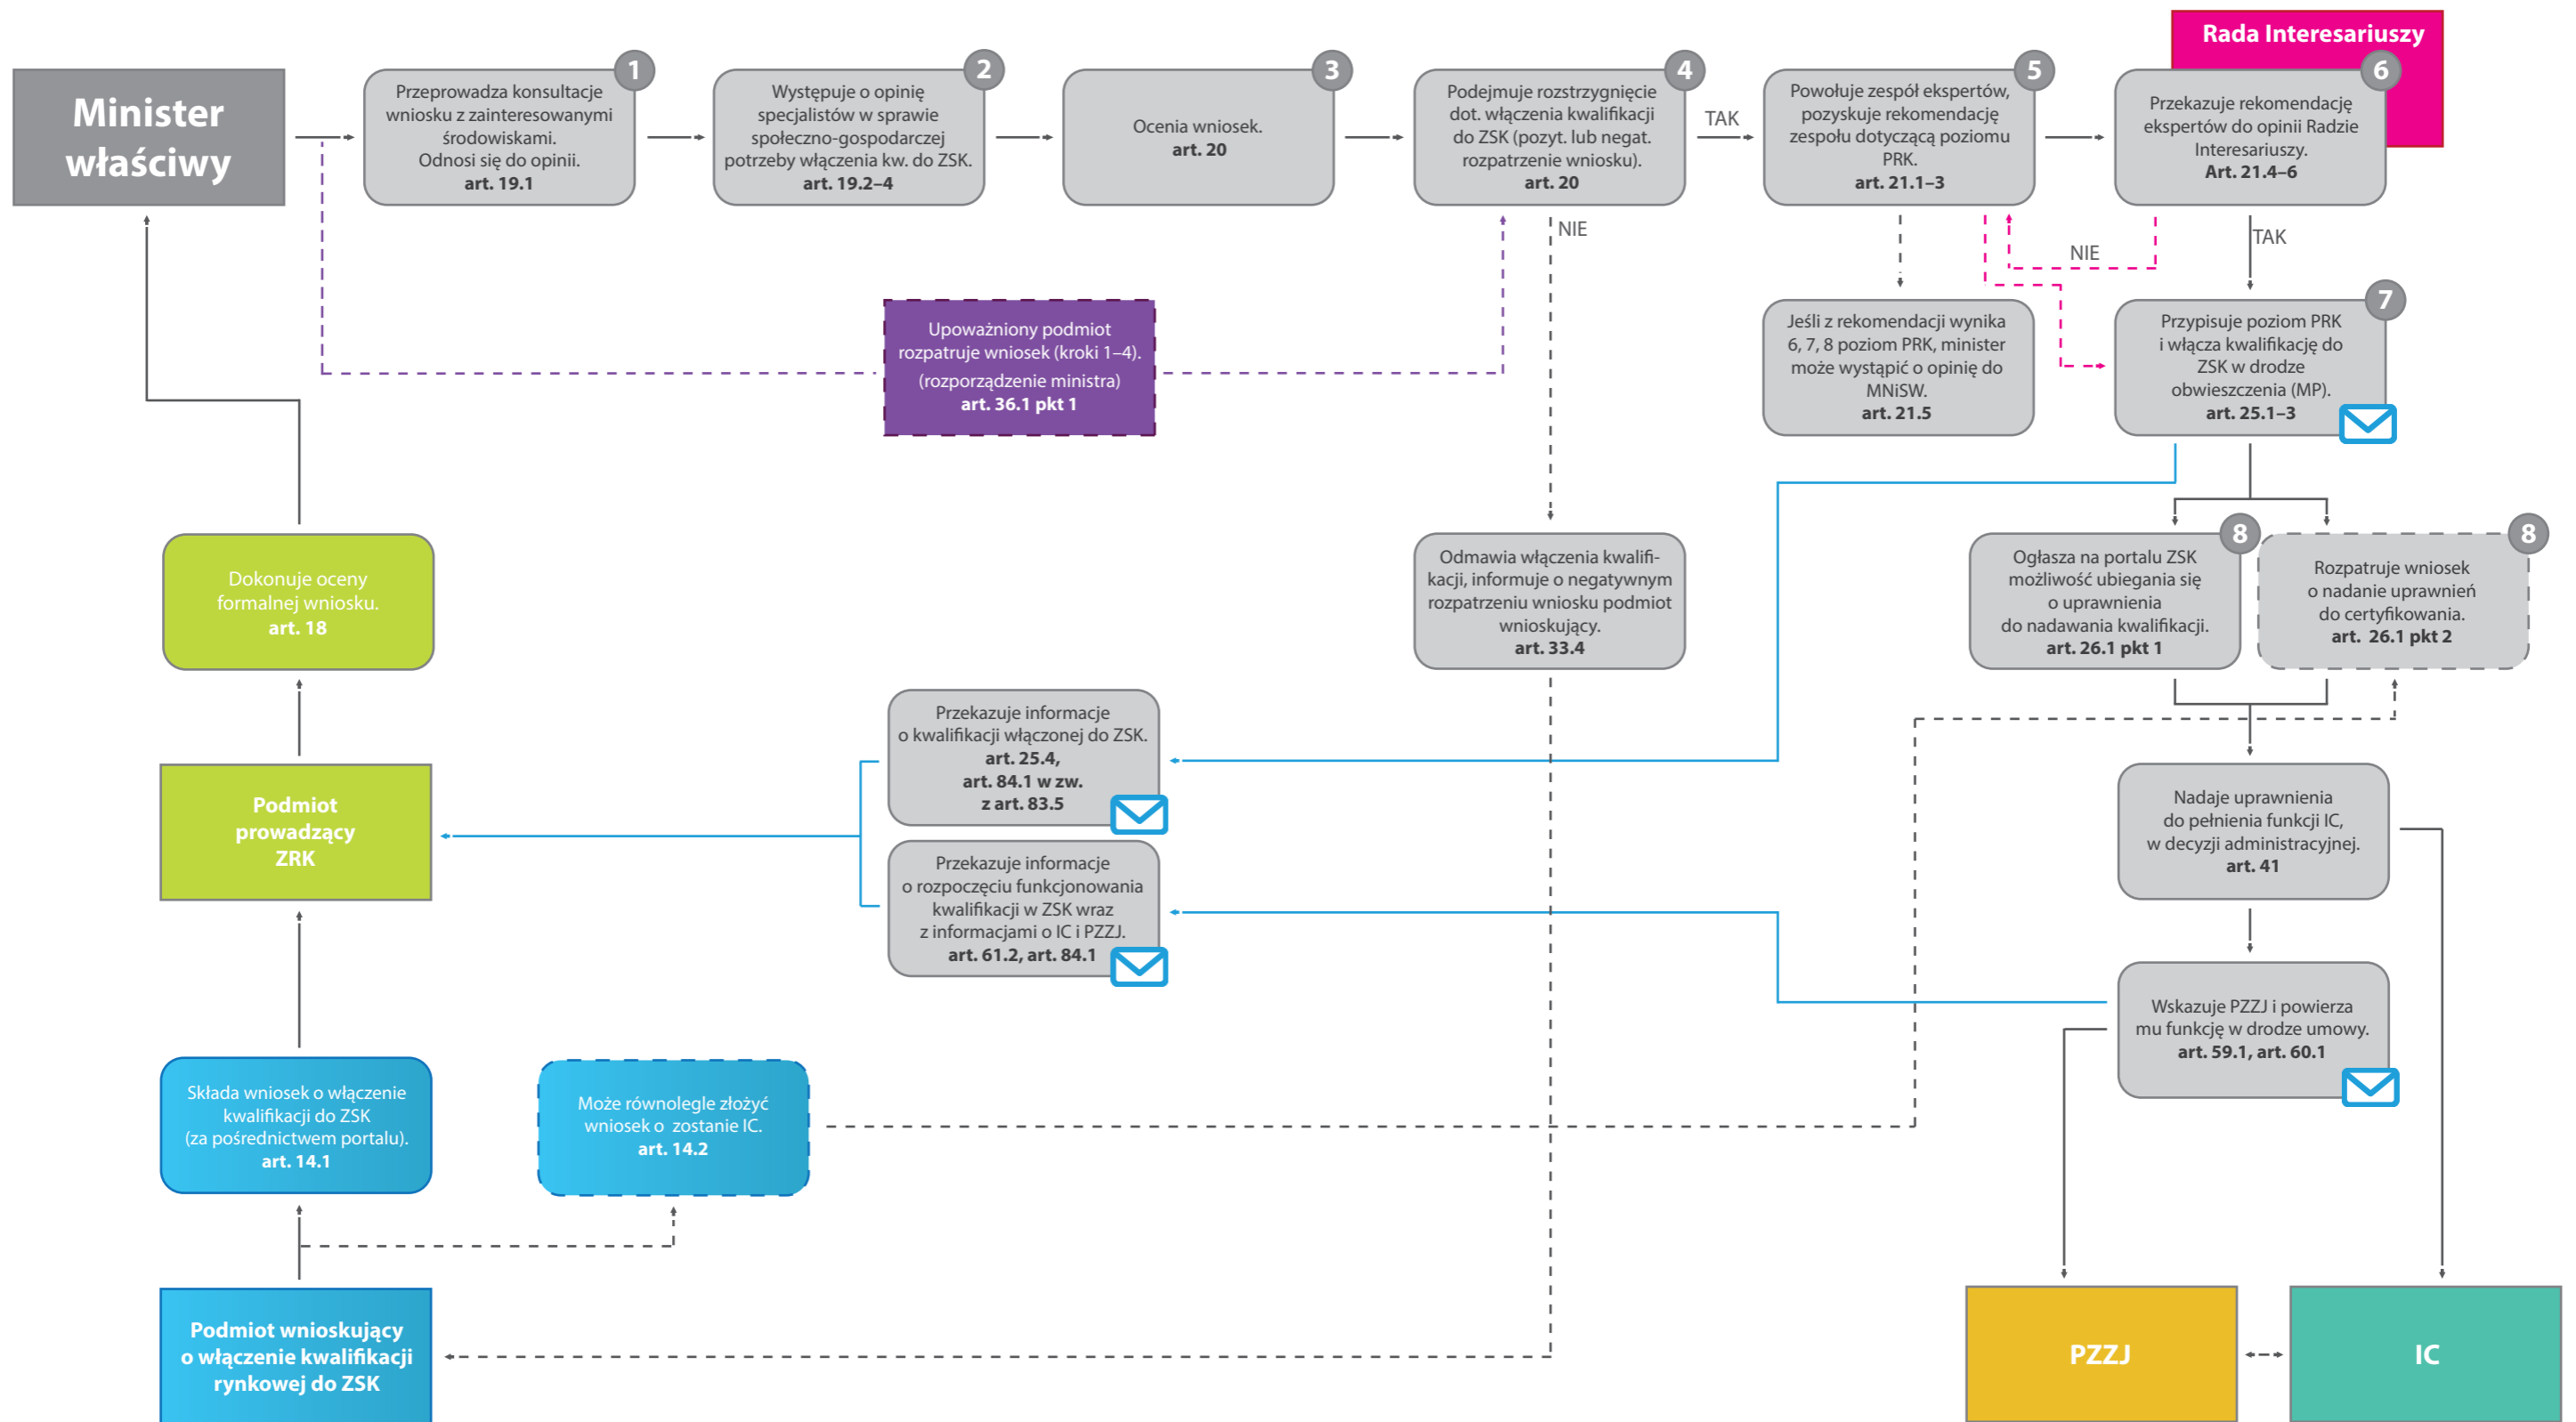 Rada Interesariuszy
Minister
właściwy
1
Przeprowadza konsultacje
wniosku z zainteresowanymi
środowiskami.
Odnosi się do opinii.
art. 19.1
2
Występuje o opinię
specjalistów w sprawie
społeczno-gospodarczej
potrzeby włączenia kw. do ZSK.
art. 19.2–4
3
Ocenia wniosek.
art. 20
4
Podejmuje rozstrzygnięcie
dot. włączenia kwalifikacji
do ZSK (pozyt. lub negat.
rozpatrzenie wniosku).
art. 20
TAK
5
Powołuje zespół ekspertów,
pozyskuje rekomendację
zespołu dotyczącą poziomu
PRK.
art. 21.1–3
6
Przekazuje rekomendację
ekspertów do opinii Radzie
Interesariuszy.
Art. 21.4–6
NIE
NIE
TAK
Upoważniony podmiot
rozpatruje wniosek (kroki 1–4).
(rozporządzenie ministra)
art. 36.1 pkt 1
Jeśli z rekomendacji wynika
6, 7, 8 poziom PRK, minister
może wystąpić o opinię do
MNiSW.
art. 21.5
7
Przypisuje poziom PRK
i włącza kwalifikację do
ZSK w drodze
obwieszczenia (MP).
art. 25.1–3
Dokonuje oceny
formalnej wniosku.
art. 18
Odmawia włączenia kwalifi-
kacji, informuje o negatywnym
rozpatrzeniu wniosku podmiot
wnioskujący.
art. 33.4
8
Ogłasza na portalu ZSK
możliwość ubiegania się
o uprawnienia
do nadawania kwalifikacji.
art. 26.1 pkt 1
8
Rozpatruje wniosek
o nadanie uprawnień
do certyfikowania.
art. 26.1 pkt 2
Przekazuje informacje
o kwalifikacji włączonej do ZSK.
art. 25.4,
art. 84.1 w zw.
z art. 83.5
Podmiot
prowadzący
ZRK
Nadaje uprawnienia
do pełnienia funkcji IC,
w decyzji administracyjnej.
art. 41
Przekazuje informacje
o rozpoczęciu funkcjonowania
kwalifikacji w ZSK wraz
z informacjami o IC i PZZJ.
art. 61.2, art. 84.1
Wskazuje PZZJ i powierza
mu funkcję w drodze umowy.
art. 59.1, art. 60.1
Składa wniosek o włączenie
kwalifikacji do ZSK
(za pośrednictwem portalu).
art. 14.1
Może równolegle złożyć
wniosek o zostanie IC.
art. 14.2
Podmiot wnioskujący
o włączenie kwalifikacji
rynkowej do ZSK
PZZJ
IC